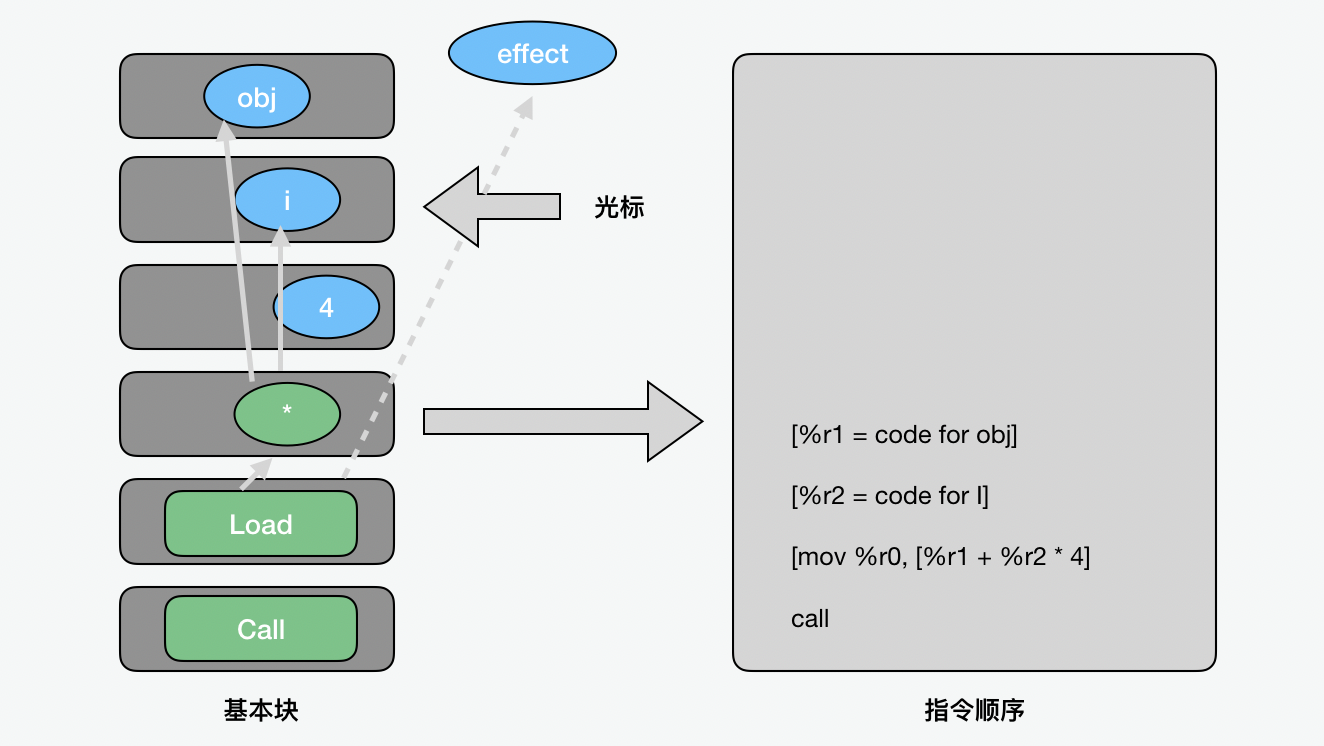 effect
obj
i
光标
4
*
Load
Call
基本块
[%r1 = code for obj]
[%r2 = code for I]
[mov %r0, [%r1 + %r2 * 4]
call
指令顺序